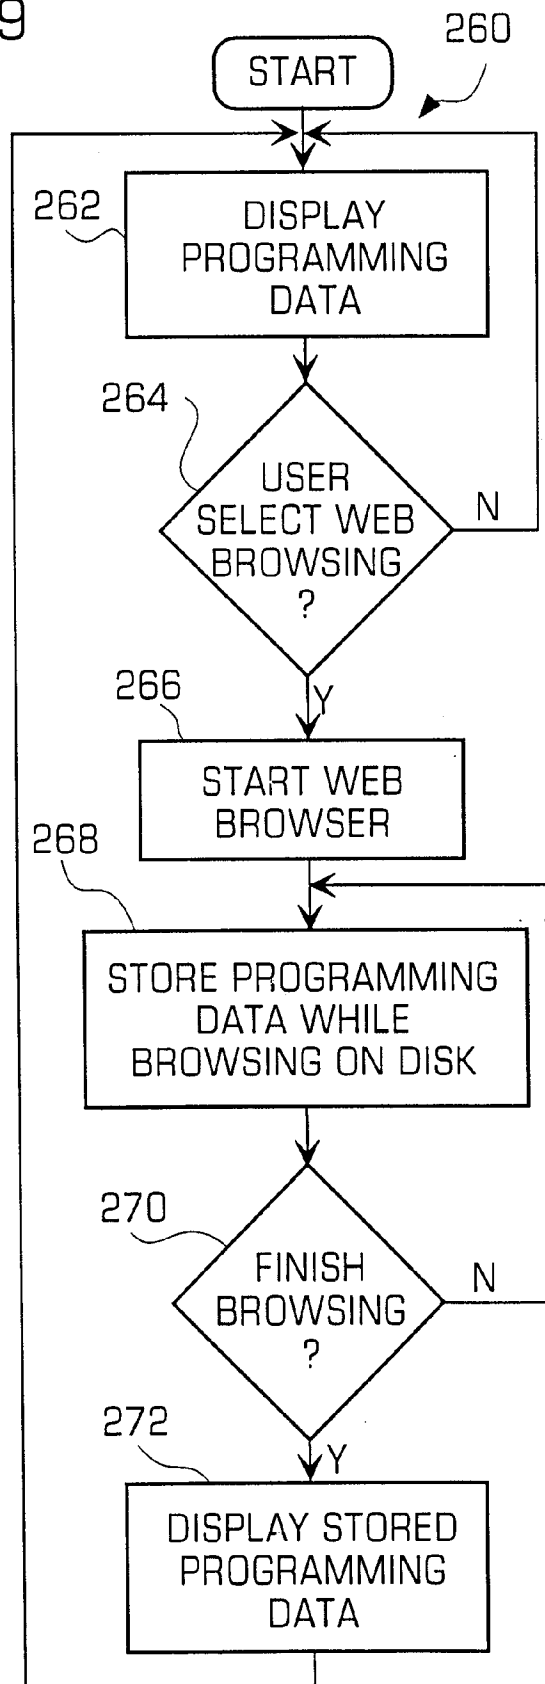 9
260
START
262
DISPLAY
PROGRAMMING
DATA
264
USER
SELECT WEB
BROWSING
?
N
Y
266
START WEB
BROWSER
268
STORE PROGRAMMING
DATA WHILE
BROWSING ON DISK
270
FINISH
BROWSING
?
N
Y
272
DISPLAY STORED
PROGRAMMING
DATA